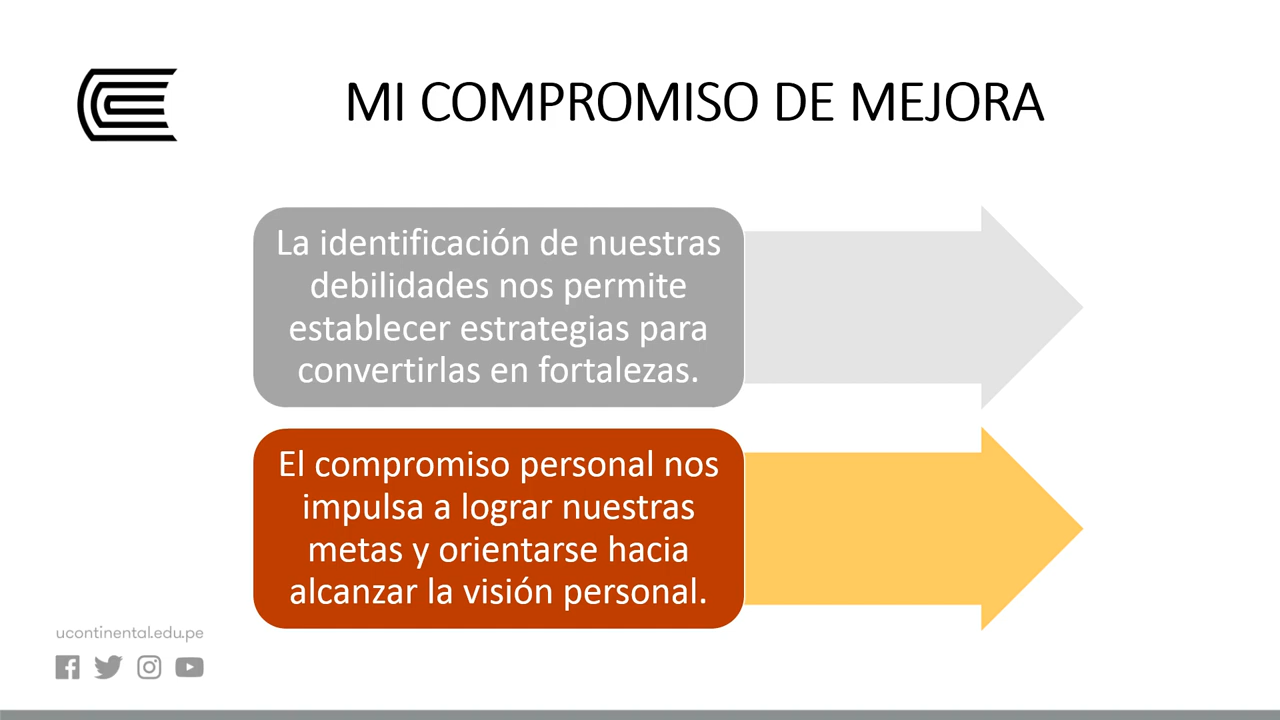 MI COMPROMISO DE MEJORA
La identificación de nuestras
debilidades nos permite
establecer estrategias para
convertirlas en fortalezas.
El compromiso personal nos
impulsa a lograr nuestras
metas y orientarse hacia
alcanzar la visión personal.
ucontinental.edu.pe